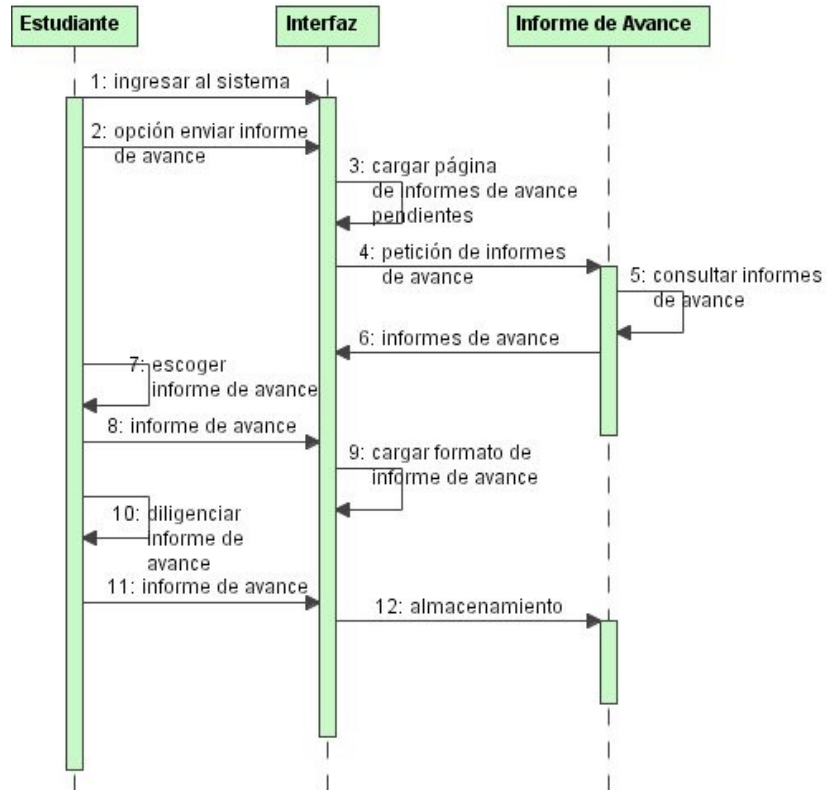 Estudiante
Interfaz
Informe de Avance
1: ingresar al sistema
2: opción enviar informe
de avance
3: cargar página
de informes de avance
pendientes
4: petición de informes
de avance
5: consultar informes
de avance
6: informes de avance
7: escoger
informe de avance
8: informe de avance
9: cargar formato de
informe de avance
10: diligenciar
informe de
avance
11: informe de avance
12: almacenamiento